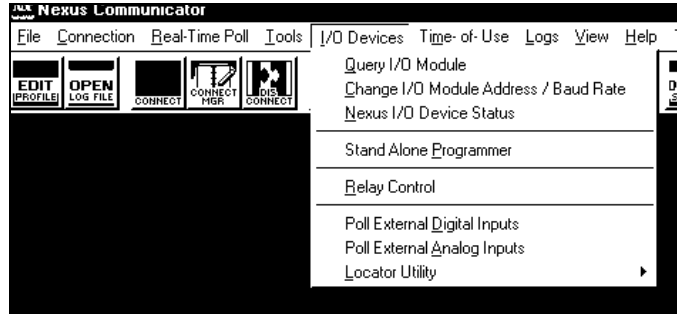 Nexus Communicator
File Connection Real-Time Poll Tools I/O Devices Time- of- Use Logs View Help
EDIT PROFILE OPEN LOG FILE CONNECT CONNECT MGR DIS CONNECT
Query I/O Module
Change I/O Module Address / Baud Rate
Nexus I/O Device Status
Stand Alone Programmer
Relay Control
Poll External Digital Inputs
Poll External Analog Inputs
Locator Utility